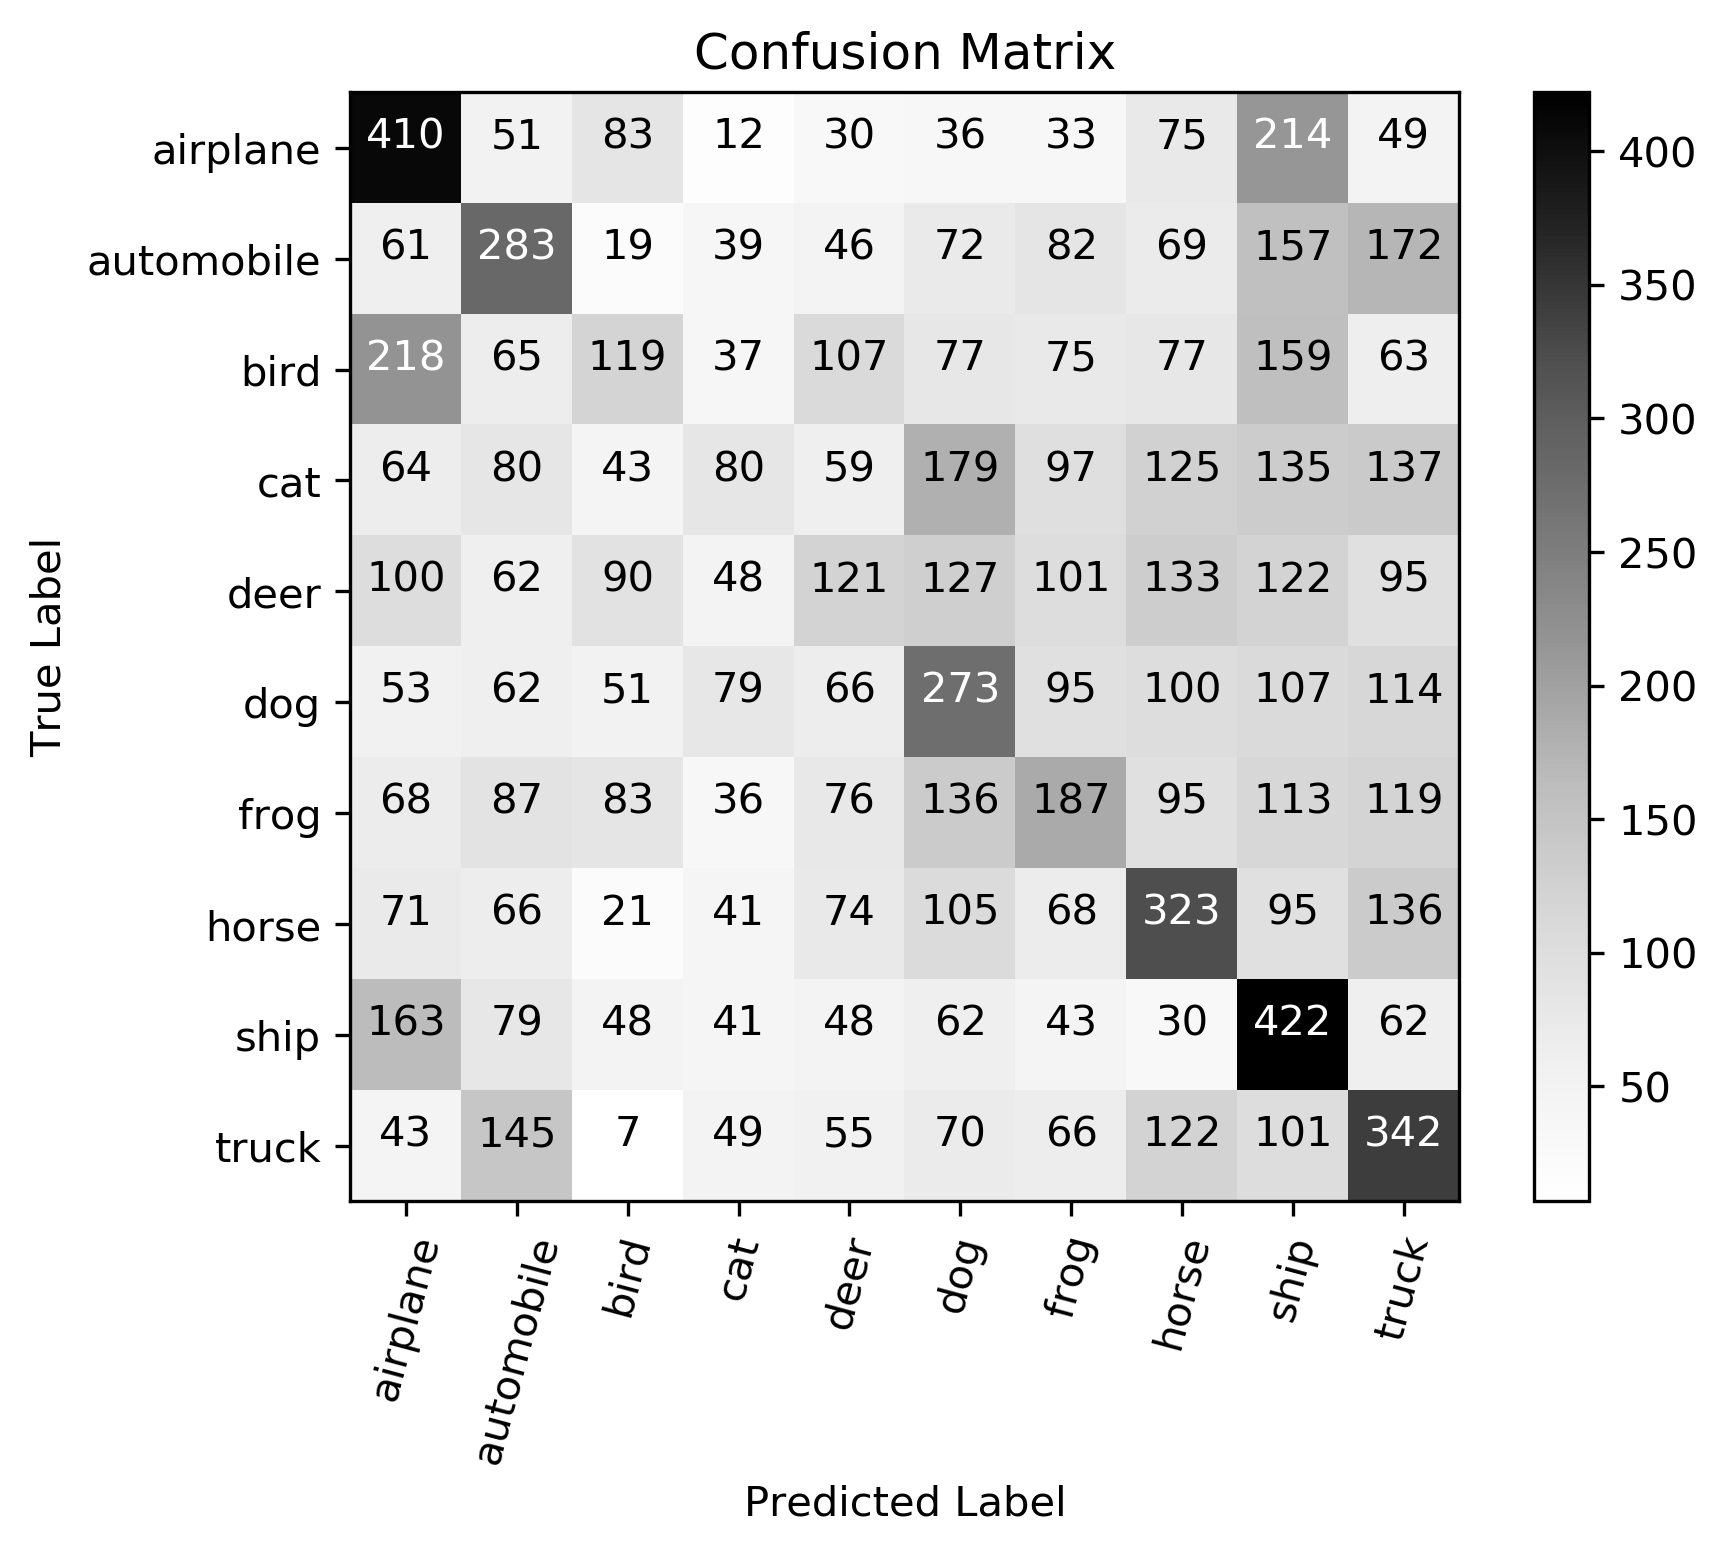 Confusion Matrix
airplane 410 51 83 12 30 36 33 75 214 49
automobile 61 283 19 39 46 72 82 69 157 172
bird 218 65 119 37 107 77 75 77 159 63
cat 64 80 43 80 59 179 97 125 135 137
deer 100 62 90 48 121 127 101 133 122 95
dog 53 62 51 79 66 273 95 100 107 114
frog 68 87 83 36 76 136 187 95 113 119
horse 71 66 21 41 74 105 68 323 95 136
ship 163 79 48 41 48 62 43 30 422 62
truck 43 145 7 49 55 70 66 122 101 342
True Label
airplane automobile bird cat deer dog frog horse ship truck
Predicted Label
400
350
300
250
200
150
100
50